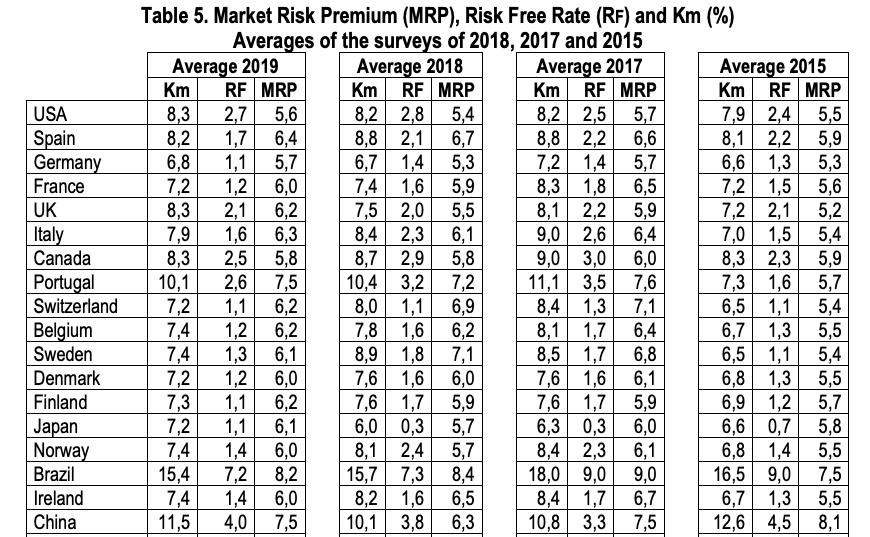 Table 5. Market Risk Premium (MRP), Risk Free Rate (RF) and Km (%)
Averages of the surveys of 2018, 2017 and 2015
Average 2019 Average 2018 Average 2017 Average 2015
Km RF MRP Km RF MRP Km RF MRP Km RF MRP
USA 8,3 2,7 5,6 8,2 2,8 5,4 8,2 2,5 5,7 7,9 2,4 5,5
Spain 8,2 1,7 6,4 8,8 2,1 6,7 8,8 2,2 6,6 8,1 2,2 5,9
Germany 6,8 1,1 5,7 6,7 1,4 5,3 7,2 1,4 5,7 6,6 1,3 5,3
France 7,2 1,2 6,0 7,4 1,6 5,9 8,3 1,8 6,5 7,2 1,5 5,6
UK 8,3 2,1 6,2 7,5 2,0 5,5 8,1 2,2 5,9 7,2 2,1 5,2
Italy 7,9 1,6 6,3 8,4 2,3 6,1 9,0 2,6 6,4 7,0 1,5 5,4
Canada 8,3 2,5 5,8 8,7 2,9 5,8 9,0 3,0 6,0 8,3 2,3 5,9
Portugal 10,1 2,6 7,5 10,4 3,2 7,2 11,1 3,5 7,6 7,3 1,6 5,7
Switzerland 7,2 1,1 6,2 8,0 1,1 6,9 8,4 1,3 7,1 6,5 1,1 5,4
Belgium 7,4 1,2 6,2 7,8 1,6 6,2 8,1 1,7 6,4 6,7 1,3 5,5
Sweden 7,4 1,3 6,1 8,9 1,8 7,1 8,5 1,7 6,8 6,5 1,1 5,4
Denmark 7,2 1,2 6,0 7,6 1,6 6,0 7,6 1,6 6,1 6,8 1,3 5,5
Finland 7,3 1,1 6,2 7,6 1,7 5,9 7,6 1,7 5,9 6,9 1,2 5,7
Japan 7,2 1,1 6,1 6,0 0,3 5,7 6,3 0,3 6,0 6,6 0,7 5,8
Norway 7,4 1,4 6,0 8,1 2,4 5,7 8,4 2,3 6,1 6,8 1,4 5,5
Brazil 15,4 7,2 8,2 15,7 7,3 8,4 18,0 9,0 9,0 16,5 9,0 7,5
Ireland 7,4 1,4 6,0 8,2 1,6 6,5 8,4 1,7 6,7 6,7 1,3 5,5
China 11,5 4,0 7,5 10,1 3,8 6,3 10,8 3,3 7,5 12,6 4,5 8,1